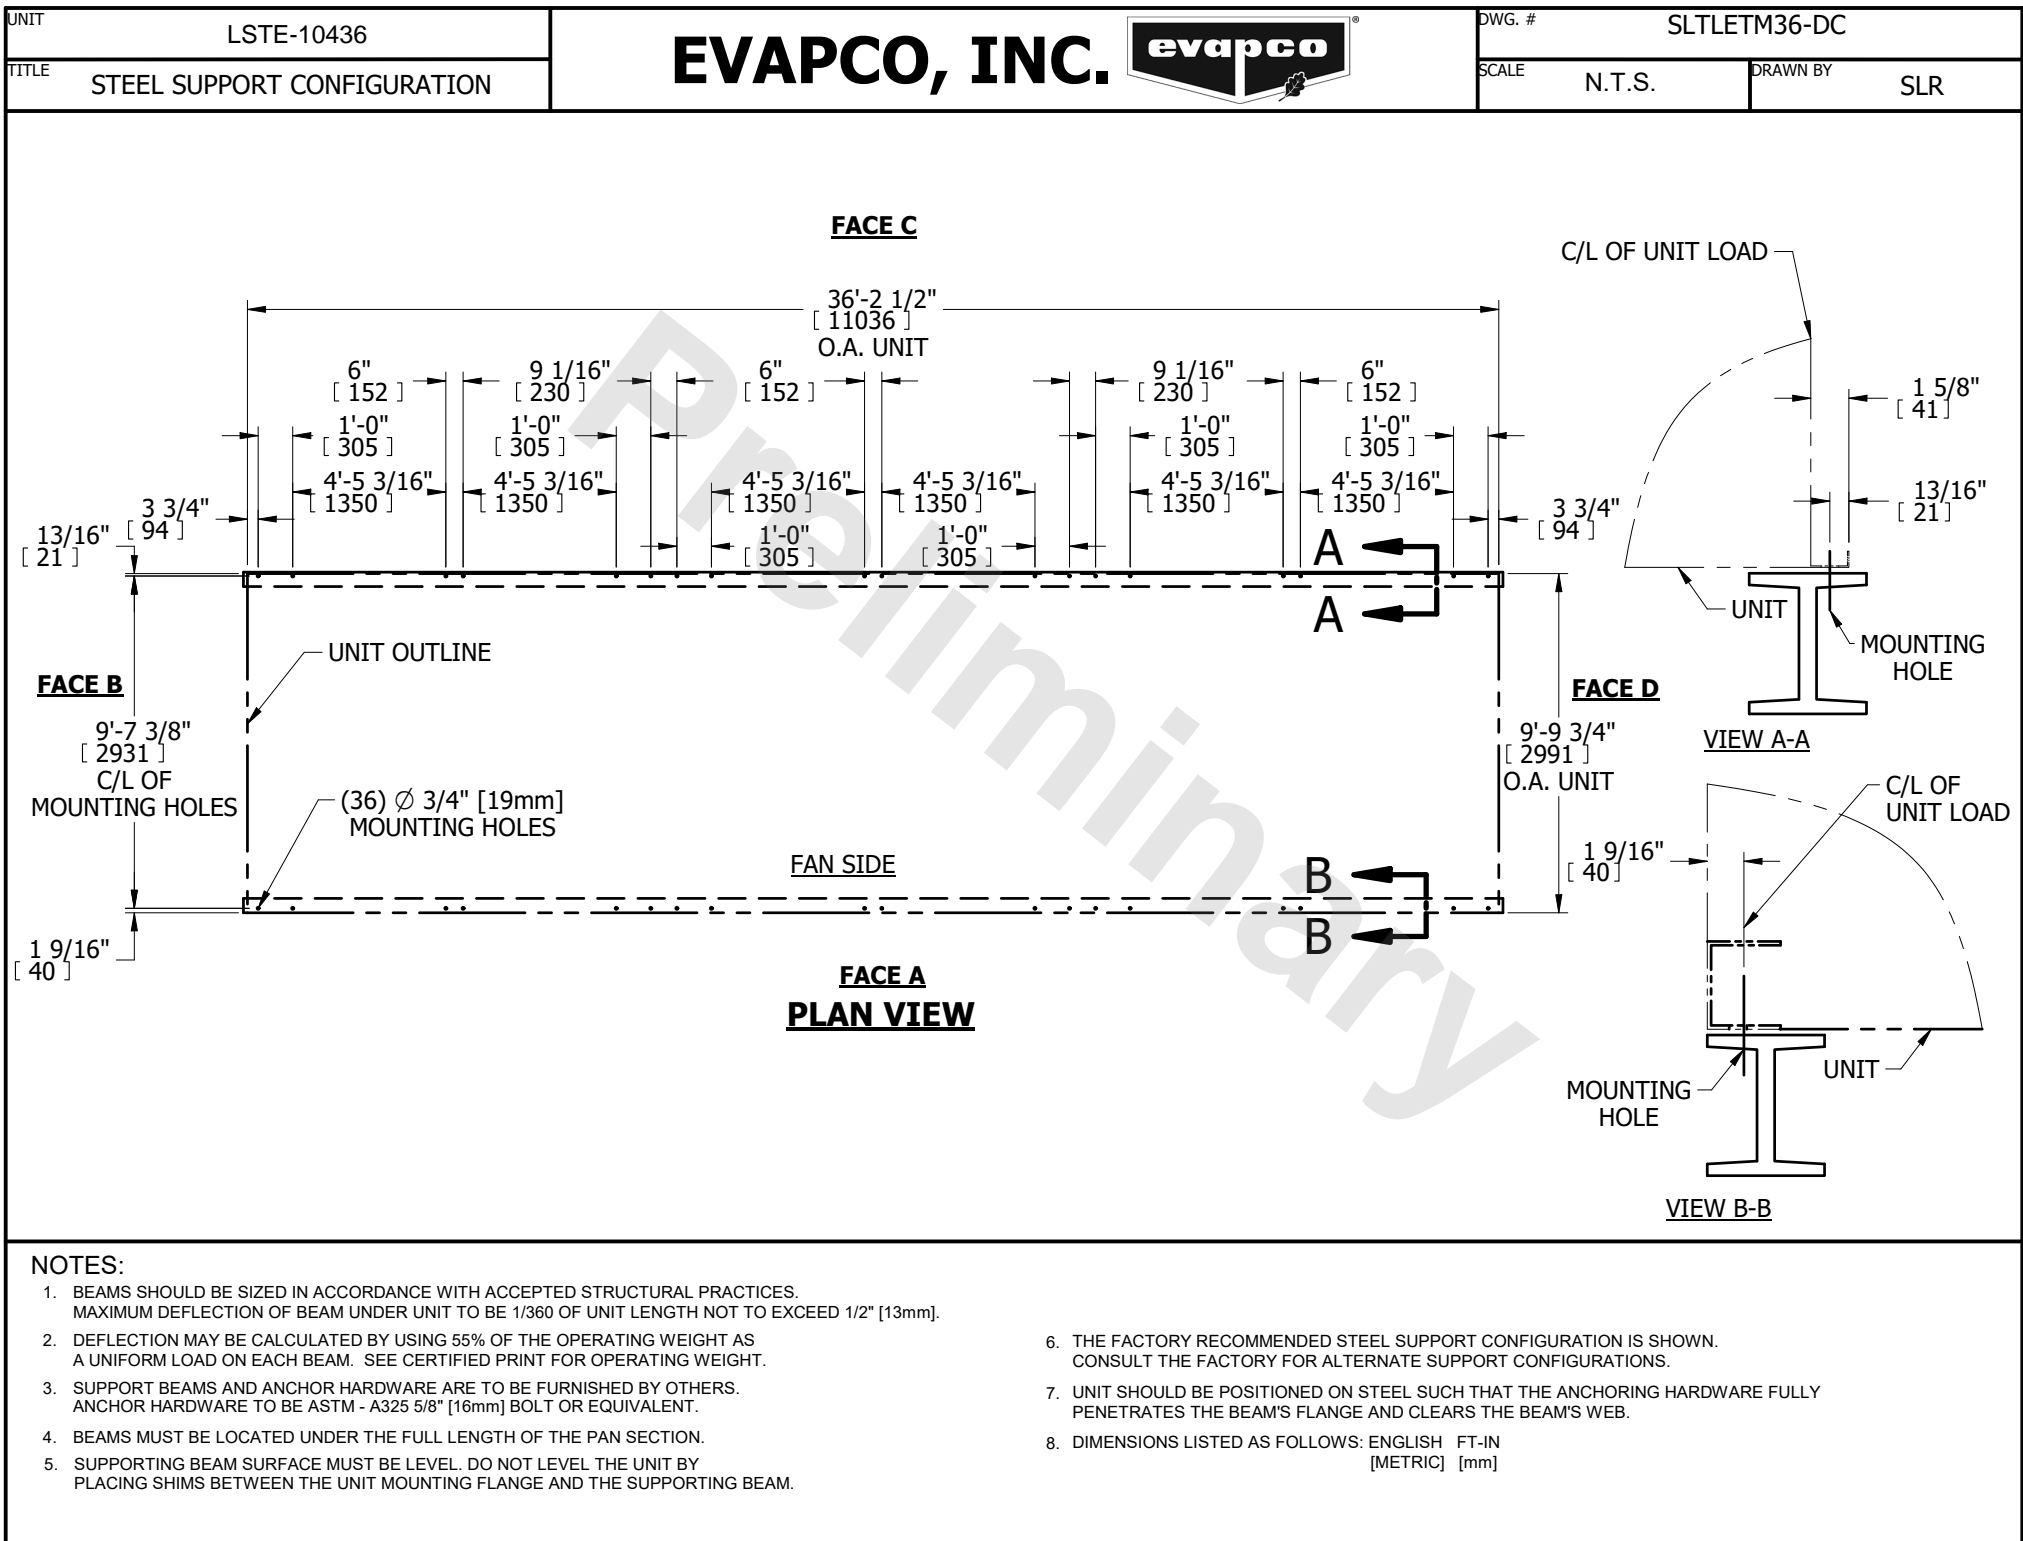 UNIT
LSTE-10436
TITLE
STEEL SUPPORT CONFIGURATION
EVAPCO, INC.
evapco
®
DWG. #
SLTLETM36-DC
SCALE
N.T.S.
DRAWN BY
SLR
FACE C
36'-2 1/2"
[ 11036 ]
O.A. UNIT
6"
[ 152 ]
9 1/16"
[ 230 ]
6"
[ 152 ]
9 1/16"
[ 230 ]
6"
[ 152 ]
1'-0"
[ 305 ]
1'-0"
[ 305 ]
1'-0"
[ 305 ]
1'-0"
[ 305 ]
4'-5 3/16"
[ 1350 ]
4'-5 3/16"
[ 1350 ]
4'-5 3/16"
[ 1350 ]
4'-5 3/16"
[ 1350 ]
4'-5 3/16"
[ 1350 ]
4'-5 3/16"
[ 1350 ]
3 3/4"
[ 94 ]
13/16"
[ 21 ]
1'-0"
[ 305 ]
1'-0"
[ 305 ]
3 3/4"
[ 94 ]
A
A
UNIT OUTLINE
FACE B
9'-7 3/8"
[ 2931 ]
C/L OF
MOUNTING HOLES
(36) ∅ 3/4" [19mm]
MOUNTING HOLES
FACE D
9'-9 3/4"
[ 2991 ]
O.A. UNIT
FAN SIDE
B
B
1 9/16"
[ 40 ]
FACE A
PLAN VIEW
Preliminary
C/L OF UNIT LOAD
1 5/8"
[ 41 ]
13/16"
[ 21 ]
UNIT
MOUNTING
HOLE
VIEW A-A
C/L OF
UNIT LOAD
1 9/16"
[ 40 ]
UNIT
MOUNTING
HOLE
VIEW B-B
NOTES:
1. BEAMS SHOULD BE SIZED IN ACCORDANCE WITH ACCEPTED STRUCTURAL PRACTICES.
MAXIMUM DEFLECTION OF BEAM UNDER UNIT TO BE 1/360 OF UNIT LENGTH NOT TO EXCEED 1/2" [13mm].
2. DEFLECTION MAY BE CALCULATED BY USING 55% OF THE OPERATING WEIGHT AS
A UNIFORM LOAD ON EACH BEAM. SEE CERTIFIED PRINT FOR OPERATING WEIGHT.
3. SUPPORT BEAMS AND ANCHOR HARDWARE ARE TO BE FURNISHED BY OTHERS.
ANCHOR HARDWARE TO BE ASTM - A325 5/8" [16mm] BOLT OR EQUIVALENT.
4. BEAMS MUST BE LOCATED UNDER THE FULL LENGTH OF THE PAN SECTION.
5. SUPPORTING BEAM SURFACE MUST BE LEVEL. DO NOT LEVEL THE UNIT BY
PLACING SHIMS BETWEEN THE UNIT MOUNTING FLANGE AND THE SUPPORTING BEAM.
6. THE FACTORY RECOMMENDED STEEL SUPPORT CONFIGURATION IS SHOWN.
CONSULT THE FACTORY FOR ALTERNATE SUPPORT CONFIGURATIONS.
7. UNIT SHOULD BE POSITIONED ON STEEL SUCH THAT THE ANCHORING HARDWARE FULLY
PENETRATES THE BEAM'S FLANGE AND CLEARS THE BEAM'S WEB.
8. DIMENSIONS LISTED AS FOLLOWS: ENGLISH FT-IN
[METRIC] [mm]